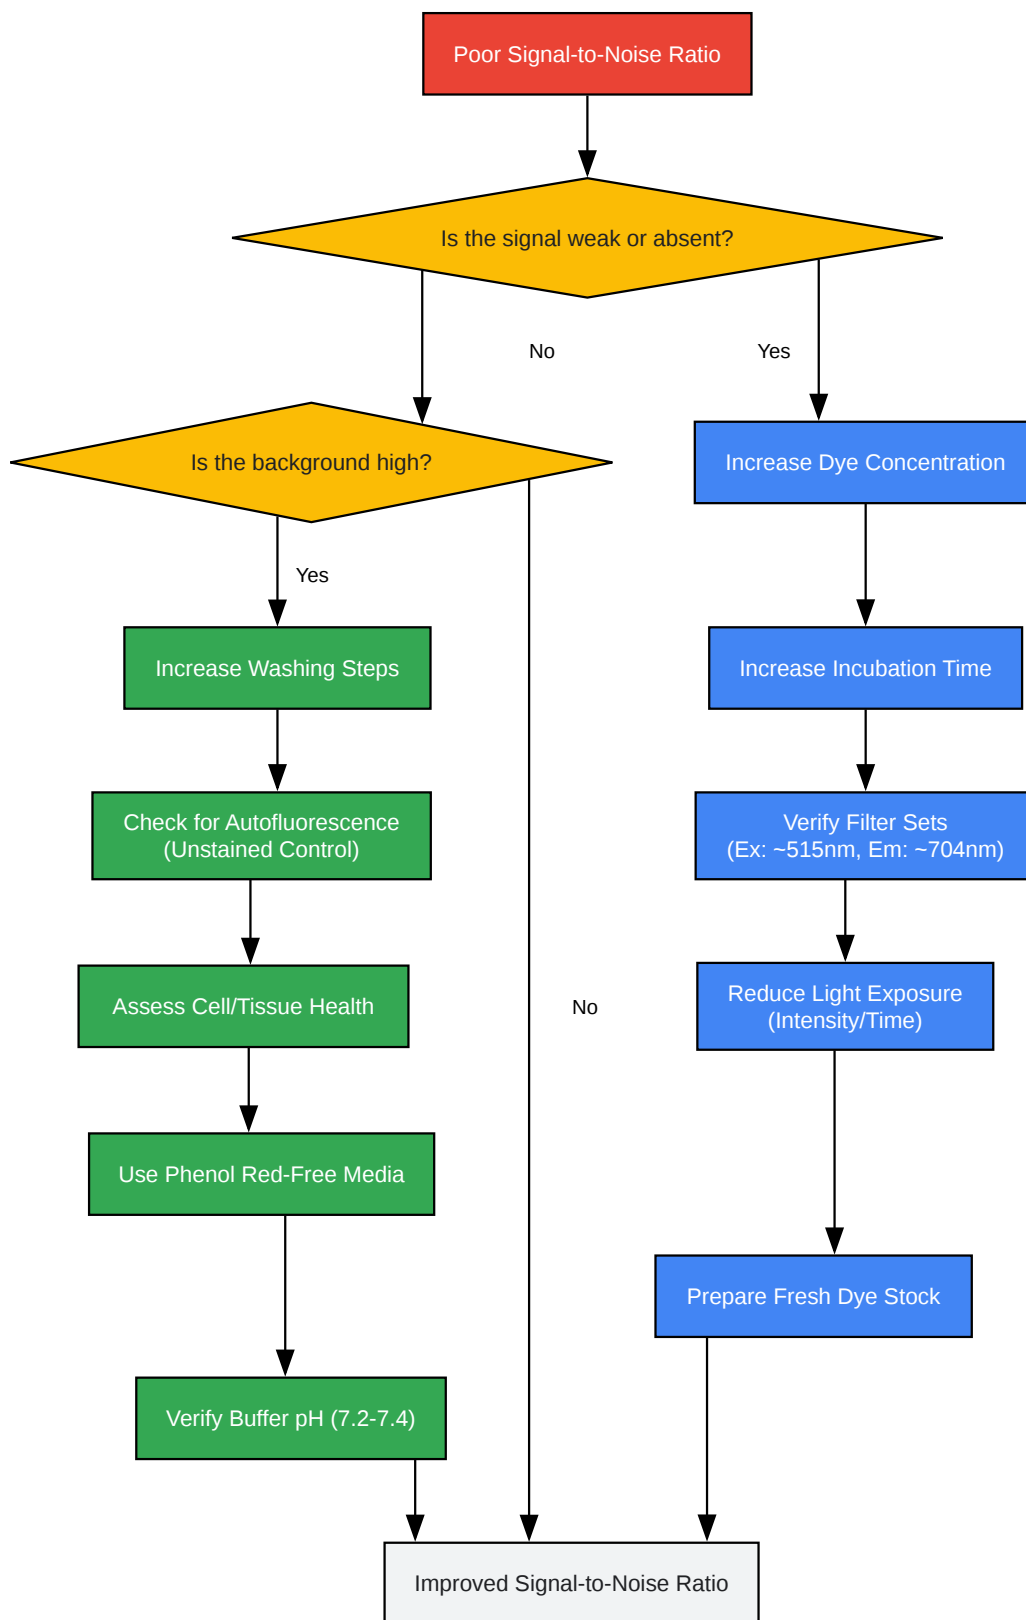 Poor Signal-to-Noise Ratio
Is the signal weak or absent?
No
Yes
Is the background high?
Increase Dye Concentration
Yes
Increase Washing Steps
Increase Incubation Time
Check for Autofluorescence
(Unstained Control)
Verify Filter Sets
(Ex: ~515nm, Em: ~704nm)
Assess Cell/Tissue Health
No
Reduce Light Exposure
(Intensity/Time)
Use Phenol Red-Free Media
Prepare Fresh Dye Stock
Verify Buffer pH (7.2-7.4)
Improved Signal-to-Noise Ratio